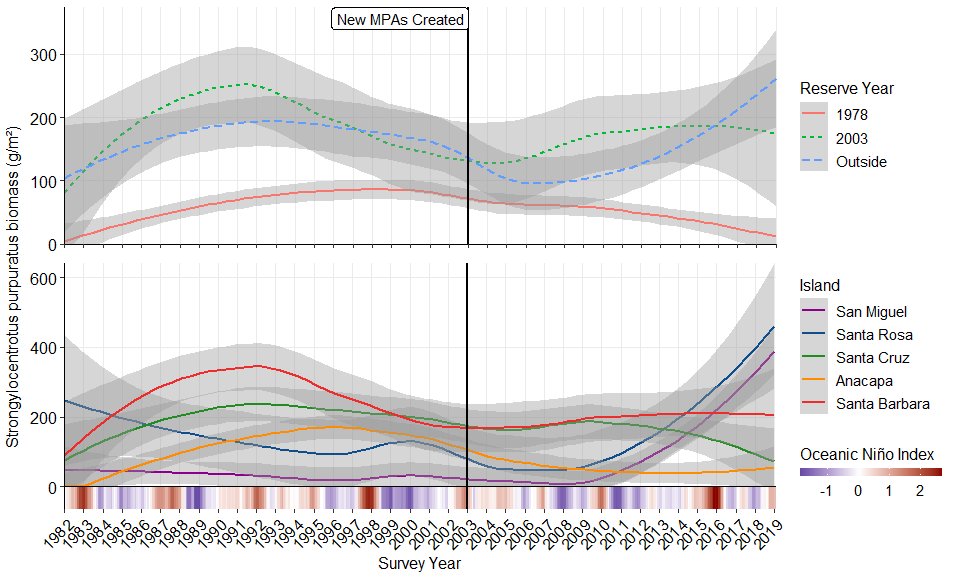 New MPAs Created
Strongylocentrotus purpuratus biomass (g/m²)
300
200
100
0
Reserve Year
1978
2003
Outside
600
400
200
0
Island
San Miguel
Santa Rosa
Santa Cruz
Anacapa
Santa Barbara
Oceanic Niño Index
-1 0 1 2
1982 1983 1984 1985 1986 1987 1988 1989 1990 1991 1992 1993 1994 1995 1996 1997 1998 1999 2000 2001 2002 2003 2004 2005 2006 2007 2008 2009 2010 2011 2012 2013 2014 2015 2016 2017 2018 2019
Survey Year